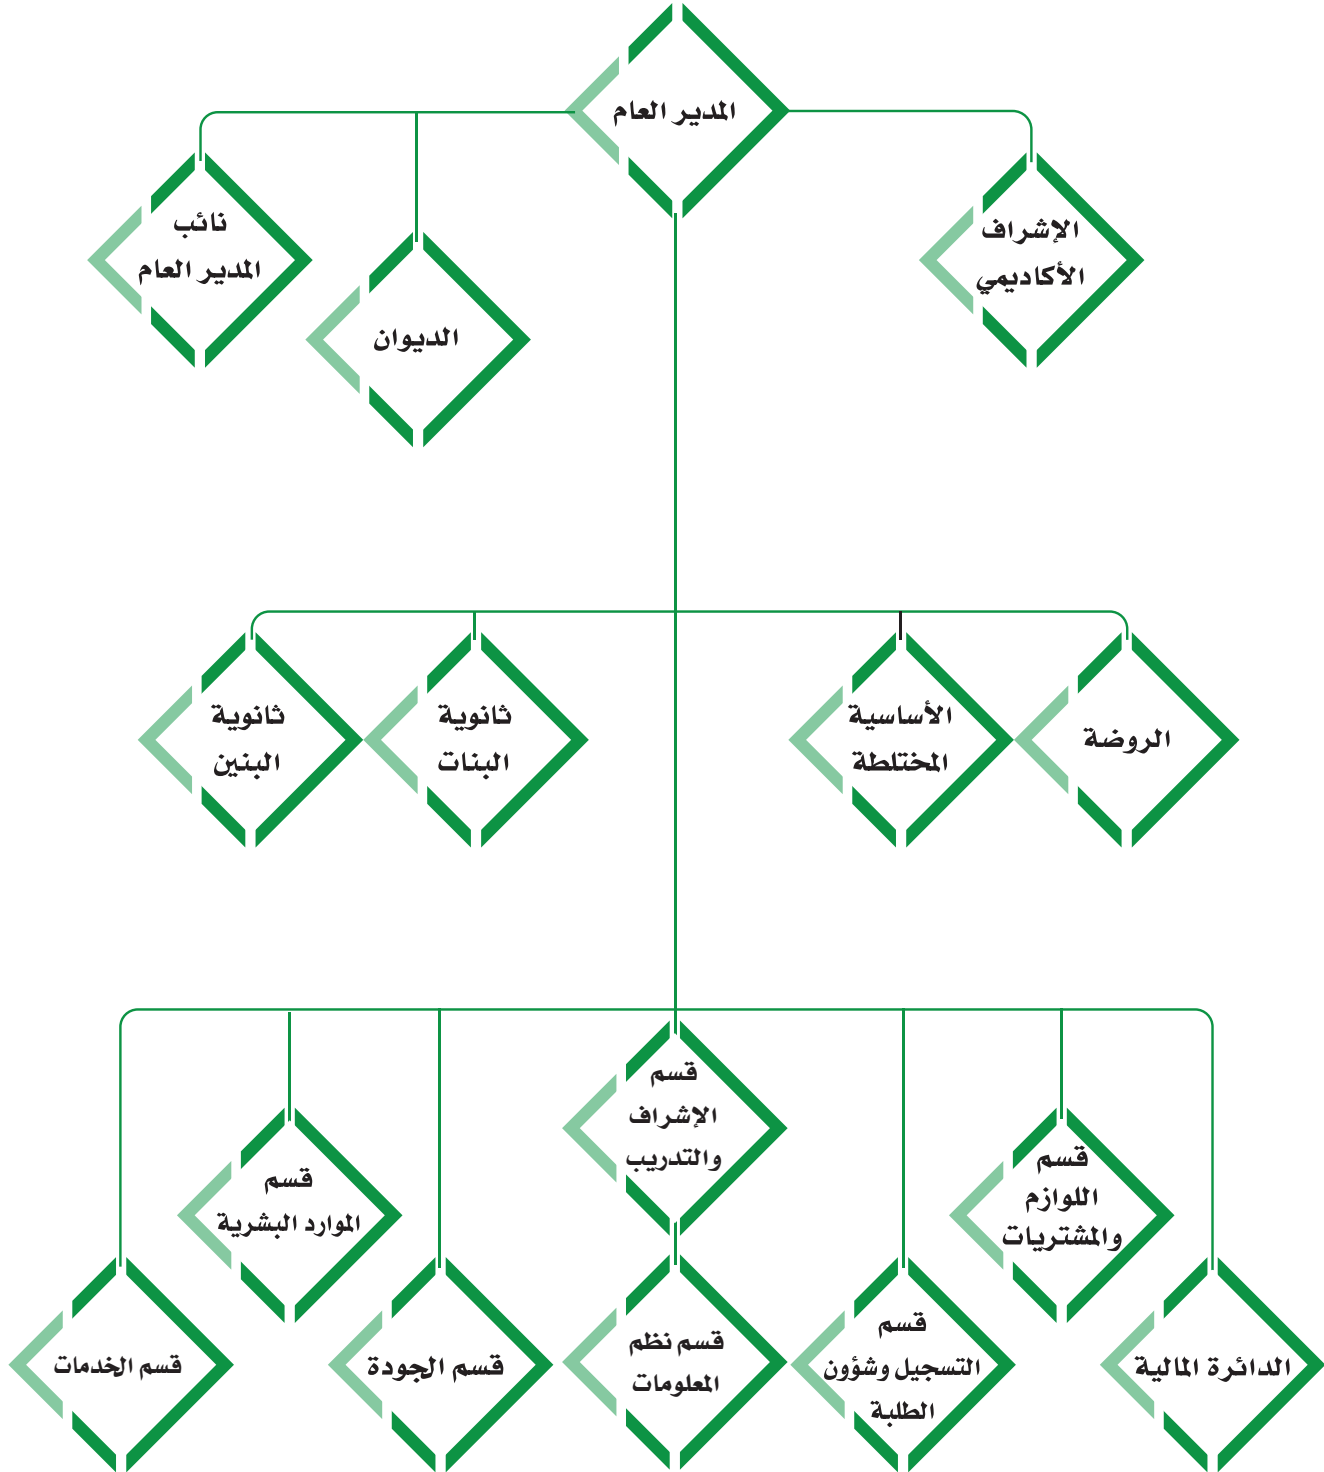 المدير العام
الإشراف
الأكاديمي
نائب
المدير العام
الديوان
الروضة
الأساسية
المختلطة
ثانوية
البنات
ثانوية
البنين
قسم
الإشراف
والتدريب
قسم
اللوازم
والمشتريات
قسم
الموارد البشرية
الدائرة المالية
قسم
التسجيل وشؤون
الطلبة
قسم نظم
المعلومات
قسم الجودة
قسم الخدمات